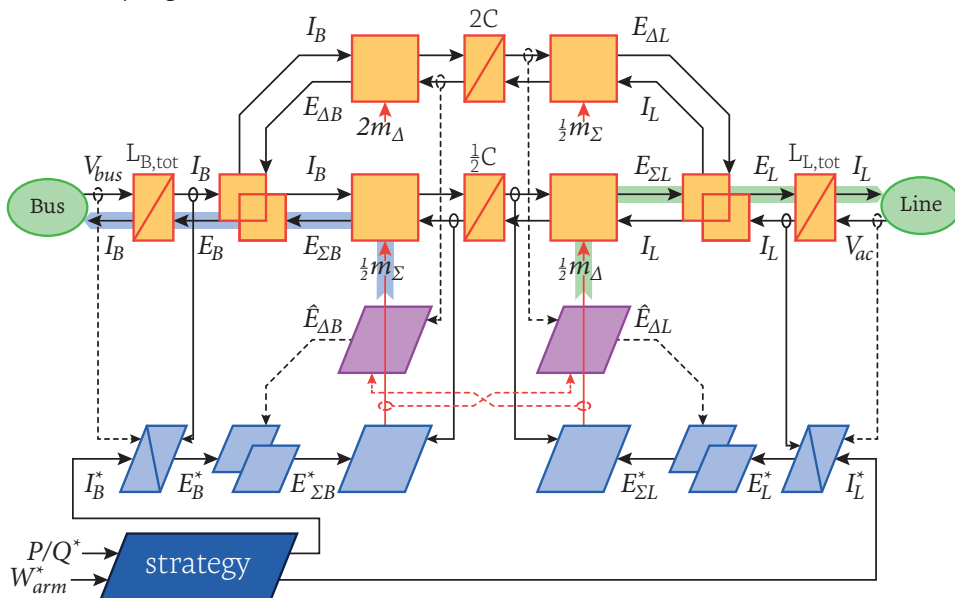 I_B 2C E_ΔL
E_ΔB 2m_Δ ½m_Σ I_L
V_bus L_B,tot I_B I_B ½C E_ΣL E_L L_L,tot I_L
Bus Line
I_B E_B E_ΣB I_L I_L V_ac
½m_Σ ½m_Δ
Ê_ΔB Ê_ΔL
I_B^* E_B^* E^*_ΣB E_ΣL^* E_L^* I_L^*
P/Q^*
strategy
W_arm^*